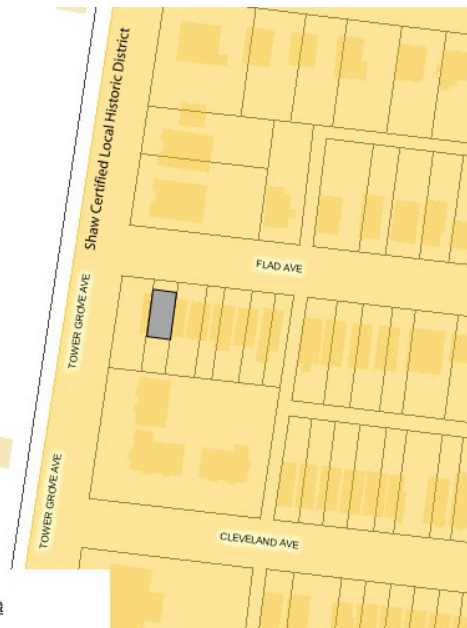 Shaw Certified Local Historic District
FLAD AVE
TOWER GROVE AVE
TOWER GROVE AVE
CLEVELAND AVE